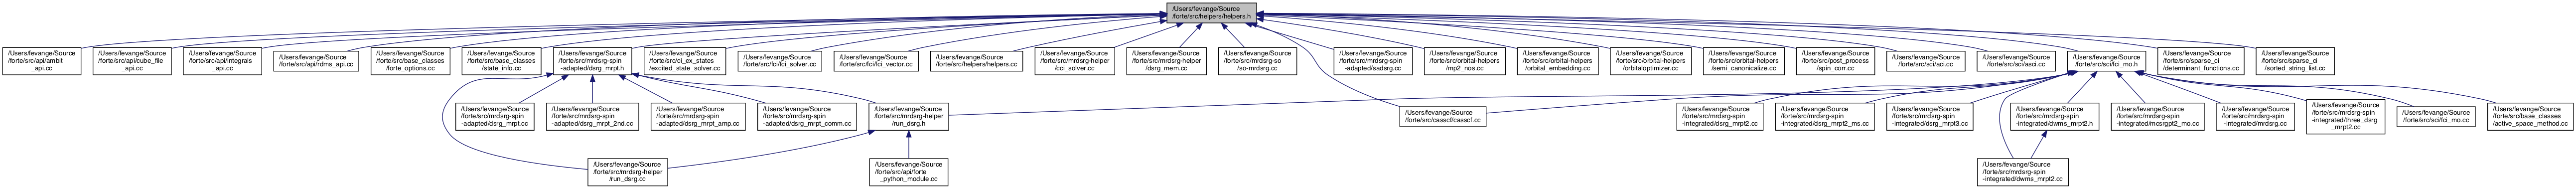 /Users/fevange/Source
/forte/src/helpers/helpers.h
/Users/fevange/Source
/forte/src/api/ambit
_api.cc
/Users/fevange/Source
/forte/src/api/cube_file
_api.cc
/Users/fevange/Source
/forte/src/api/integrals
_api.cc
/Users/fevange/Source
/forte/src/api/rdms_api.cc
/Users/fevange/Source
/forte/src/base_classes
/forte_options.cc
/Users/fevange/Source
/forte/src/base_classes
/state_info.cc
/Users/fevange/Source
/forte/src/mrdsrg-spin
-adapted/dsrg_mrpt.h
/Users/fevange/Source
/forte/src/ci_ex_states
/excited_state_solver.cc
/Users/fevange/Source
/forte/src/fci/fci_solver.cc
/Users/fevange/Source
/forte/src/fci/fci_vector.cc
/Users/fevange/Source
/forte/src/helpers/helpers.cc
/Users/fevange/Source
/forte/src/mrdsrg-helper
/cci_solver.cc
/Users/fevange/Source
/forte/src/mrdsrg-helper
/dsrg_mem.cc
/Users/fevange/Source
/forte/src/mrdsrg-so
/so-mrdsrg.cc
/Users/fevange/Source
/forte/src/mrdsrg-spin
-adapted/sadsrg.cc
/Users/fevange/Source
/forte/src/orbital-helpers
/mp2_nos.cc
/Users/fevange/Source
/forte/src/orbital-helpers
/orbital_embedding.cc
/Users/fevange/Source
/forte/src/orbital-helpers
/orbitaloptimizer.cc
/Users/fevange/Source
/forte/src/orbital-helpers
/semi_canonicalize.cc
/Users/fevange/Source
/forte/src/post_process
/spin_corr.cc
/Users/fevange/Source
/forte/src/sci/aci.cc
/Users/fevange/Source
/forte/src/sci/asci.cc
/Users/fevange/Source
/forte/src/sci/fci_mo.h
/Users/fevange/Source
/forte/src/sparse_ci
/determinant_functions.cc
/Users/fevange/Source
/forte/src/sparse_ci
/sorted_string_list.cc
/Users/fevange/Source
/forte/src/mrdsrg-spin
-adapted/dsrg_mrpt.cc
/Users/fevange/Source
/forte/src/mrdsrg-spin
-adapted/dsrg_mrpt_2nd.cc
/Users/fevange/Source
/forte/src/mrdsrg-spin
-adapted/dsrg_mrpt_amp.cc
/Users/fevange/Source
/forte/src/mrdsrg-spin
-adapted/dsrg_mrpt_comm.cc
/Users/fevange/Source
/forte/src/mrdsrg-helper
/run_dsrg.h
/Users/fevange/Source
/forte/src/casscf/casscf.cc
/Users/fevange/Source
/forte/src/mrdsrg-spin
-integrated/dsrg_mrpt2.cc
/Users/fevange/Source
/forte/src/mrdsrg-spin
-integrated/dsrg_mrpt2_ms.cc
/Users/fevange/Source
/forte/src/mrdsrg-spin
-integrated/dsrg_mrpt3.cc
/Users/fevange/Source
/forte/src/mrdsrg-spin
-integrated/dwms_mrpt2.h
/Users/fevange/Source
/forte/src/mrdsrg-spin
-integrated/mcsrgpt2_mo.cc
/Users/fevange/Source
/forte/src/mrdsrg-spin
-integrated/mrdsrg.cc
/Users/fevange/Source
/forte/src/mrdsrg-spin
-integrated/three_dsrg
_mrpt2.cc
/Users/fevange/Source
/forte/src/sci/fci_mo.cc
/Users/fevange/Source
/forte/src/base_classes
/active_space_method.cc
/Users/fevange/Source
/forte/src/mrdsrg-helper
/run_dsrg.cc
/Users/fevange/Source
/forte/src/api/forte
_python_module.cc
/Users/fevange/Source
/forte/src/mrdsrg-spin
-integrated/dwms_mrpt2.cc